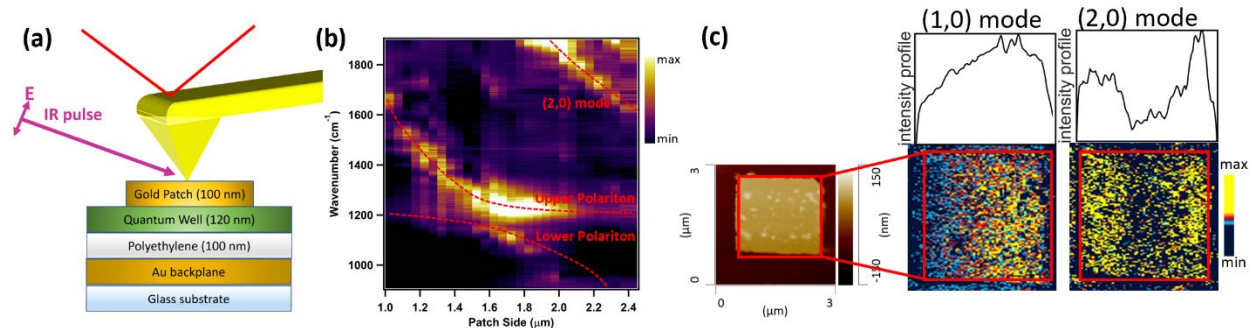 (a)
E
IR pulse
Gold Patch (100 nm)
Quantum Well (120 nm)
Polyethylene (100 nm)
Au backplane
Glass substrate
(b)
Wavenumber (cm-1)
1800
1600
1400
1200
1000
1.0 1.2 1.4 1.6 1.8 2.0 2.2 2.4
Patch Side (μm)
(2,0) mode
Upper Polariton
Lower Polariton
max
min
(c)
3
(μm)
0
0 3
(μm)
150
(nm)
-150
(1,0) mode
intensity profile
(2,0) mode
intensity profile
max
min